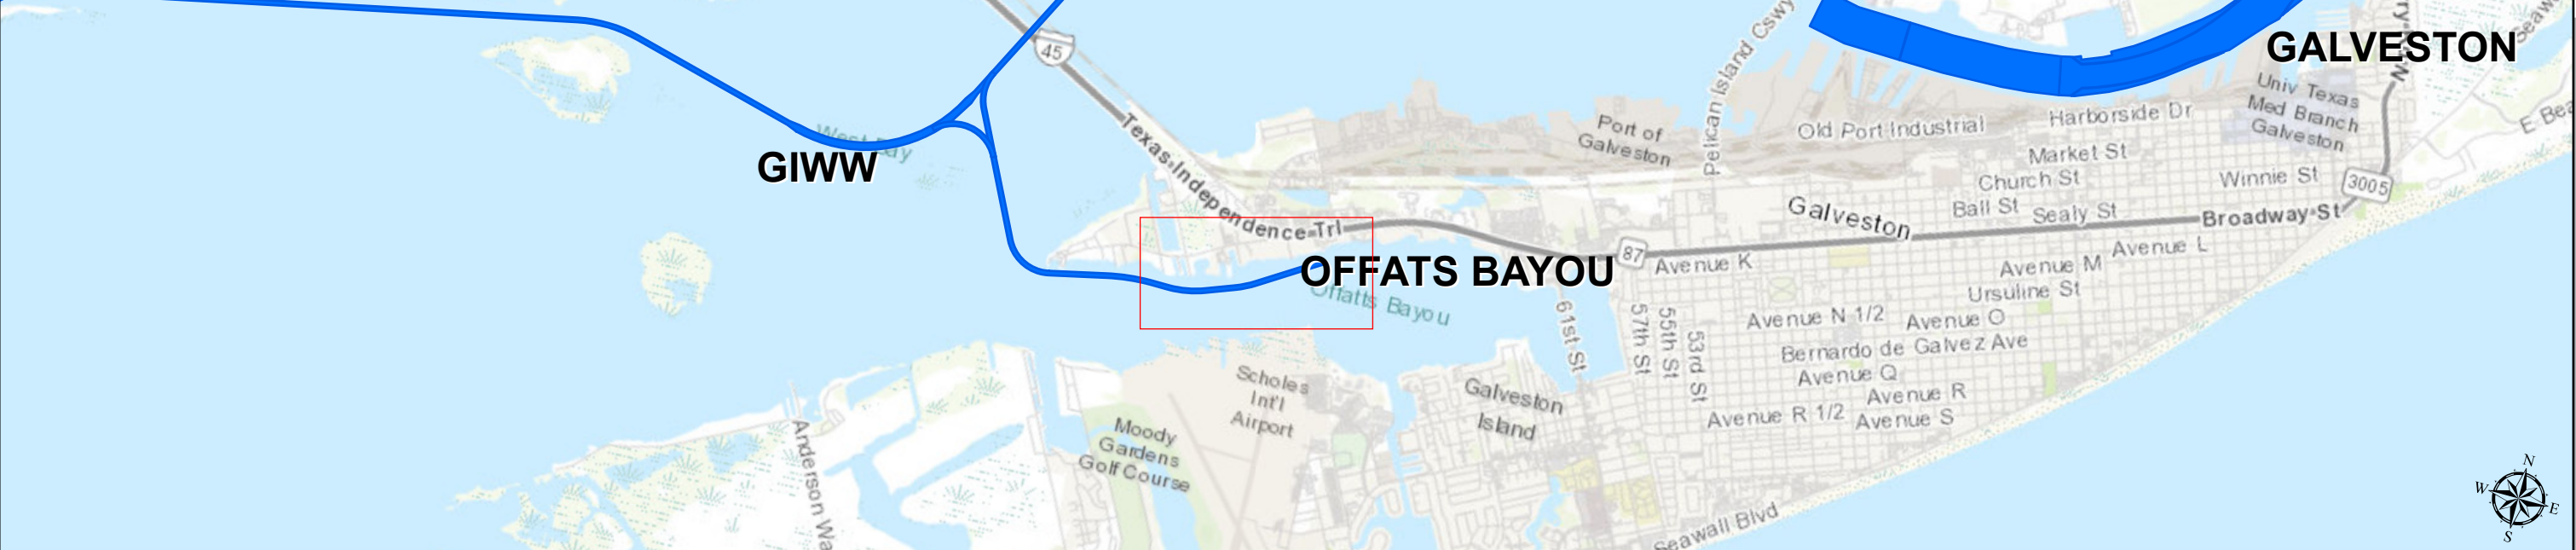 45
GALVESTON
West Bay
GIWW
Texas Independence Trl
Port of
Galveston
Pelican Island Cswy
Old Port Industrial
Harborside Dr
Univ Texas
Med Branch
Galveston
Market St
Church St
Winnie St
3005
Ball St
Sealy St
Broadway St
Galveston
87
Avenue K
Avenue L
Avenue M
Ursuline St
OFFATS BAYOU
Offatts Bayou
61st St
57th St
55th St
53rd St
Avenue N 1/2
Avenue O
Bernardo de Galvez Ave
Avenue Q
Avenue R
Avenue R 1/2
Avenue S
Scholes
Int'l
Airport
Galveston
Island
Moody
Gardens
Golf Course
Anderson Wa
Seawall Blvd
E Bea
Seaw
ry N
N
W
E
S